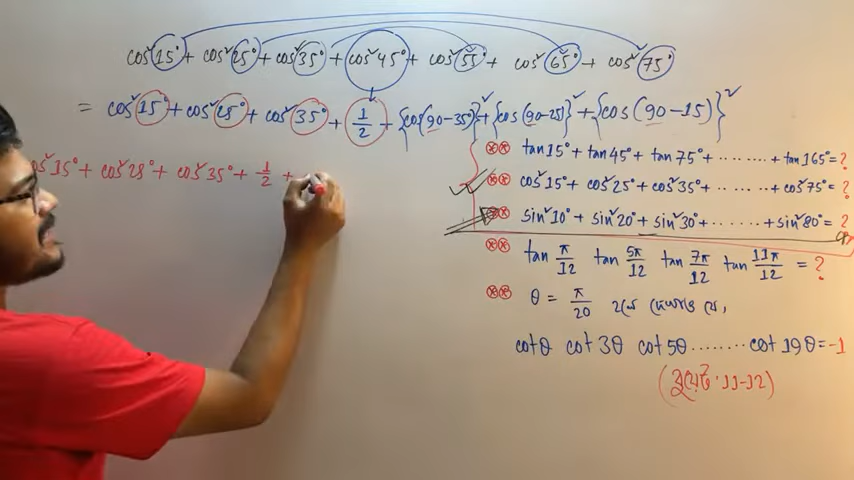 cos²15° + cos²25° + cos²35° + cos²45° + cos²55° + cos²65° + cos²75°
= cos²15° + cos²25° + cos²35° + 1/2 + {cos(90-35°)}² + {cos(90-25)}² + {cos(90-15)}²
cos²15° + cos²25° + cos²35° + 1/2 +
tan15° + tan45° + tan75° + ........ + tan165° = ?
cos²15° + cos²25° + cos²35° + ........ + cos²75° = ?
sin²10° + sin²20° + sin²30° + ........ + sin²80° = ?
tan π/12 tan 5π/12 tan 7π/12 tan 11π/12 = ?
θ = π/20 হলে দেখাও যে,
cotθ cot3θ cot5θ ........ cot19θ = -1
'11-12)